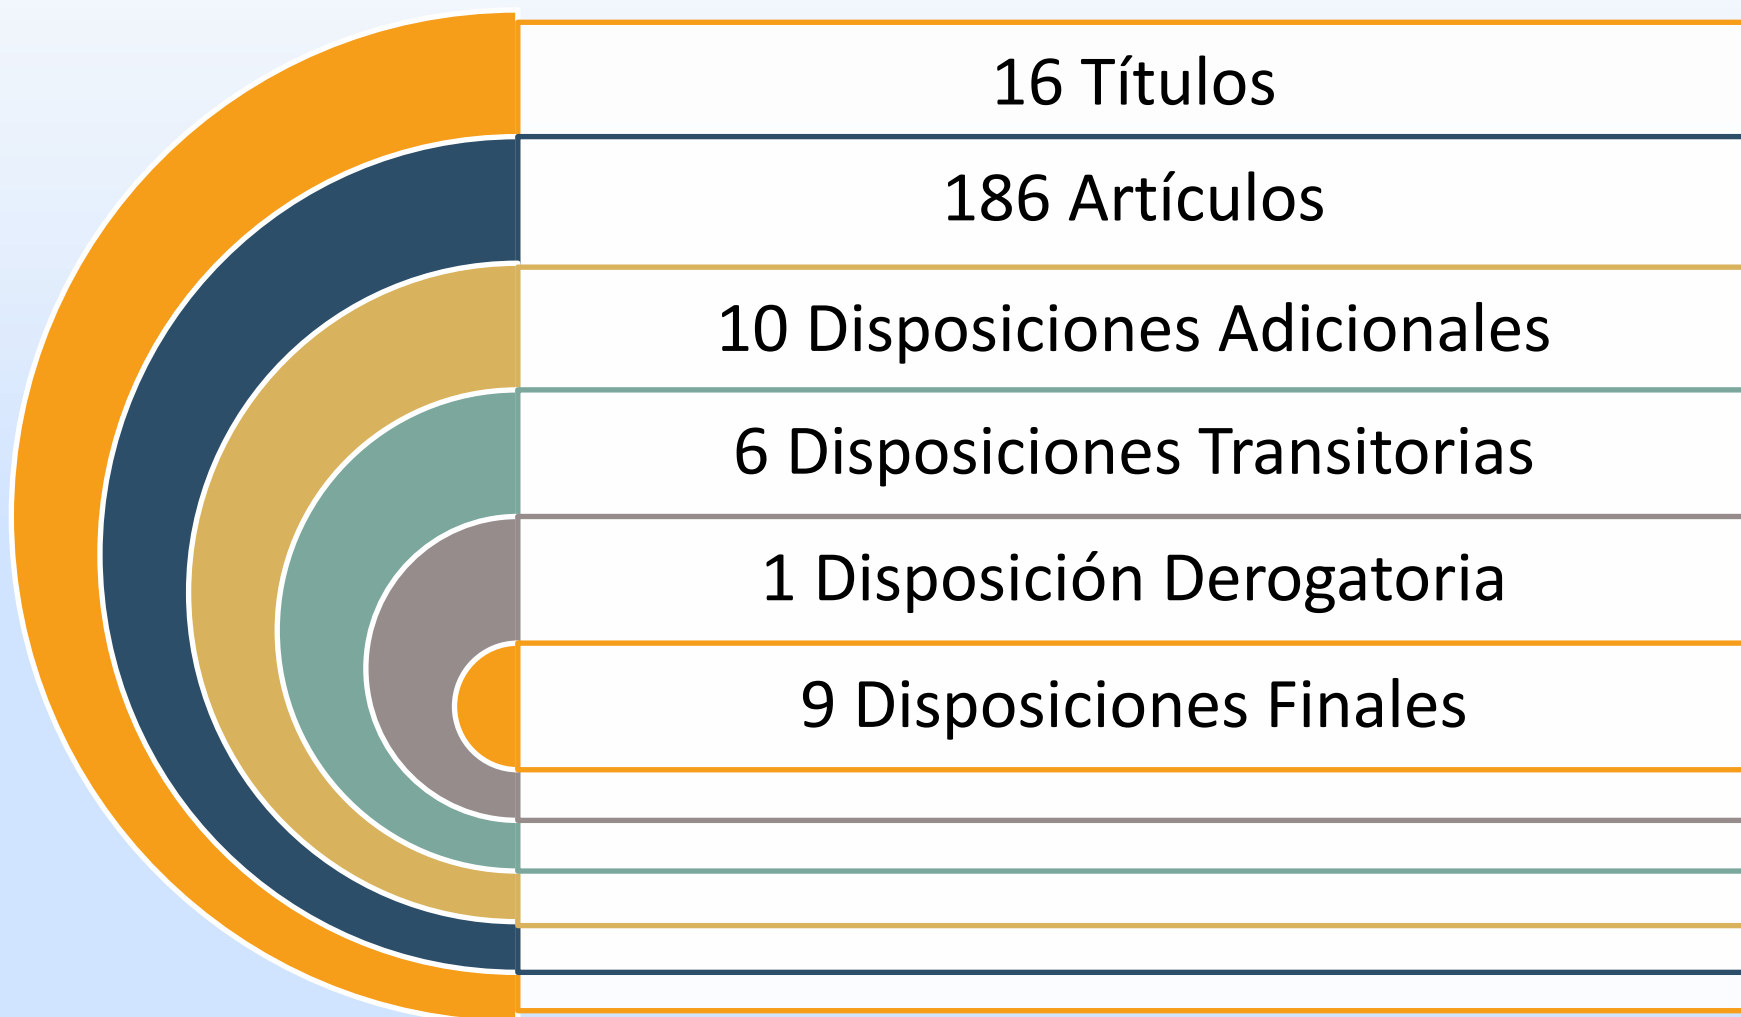 16 Títulos
186 Artículos
10 Disposiciones Adicionales
6 Disposiciones Transitorias
1 Disposición Derogatoria
9 Disposiciones Finales